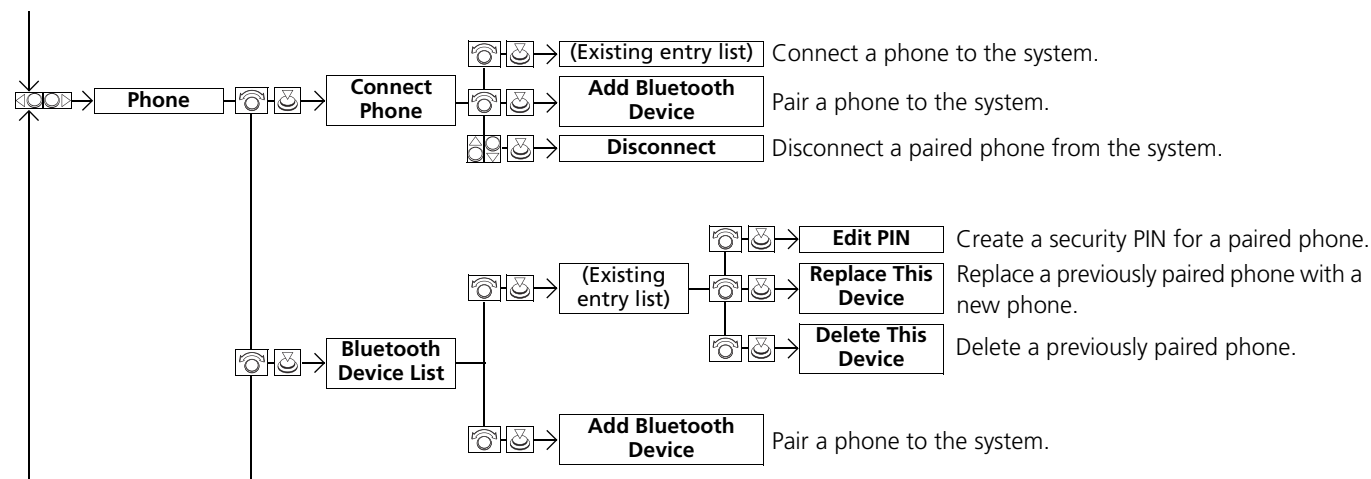 (Existing entry list) Connect a phone to the system.
Phone
Connect
Phone
Add Bluetooth
Device
Pair a phone to the system.
Disconnect
Disconnect a paired phone from the system.
Edit PIN
Create a security PIN for a paired phone.
(Existing
entry list)
Replace This
Device
Replace a previously paired phone with a
new phone.
Delete This
Device
Delete a previously paired phone.
Bluetooth
Device List
Add Bluetooth
Device
Pair a phone to the system.